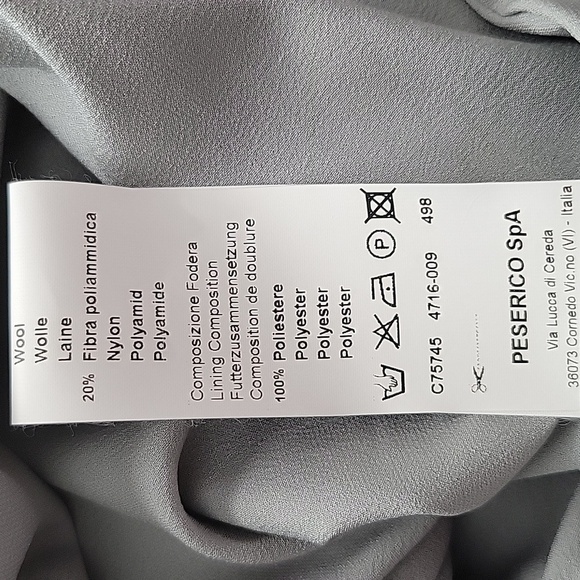 Wool
Wolle
Laine
20% Fibra poliammidica
Nylon
Polyamid
Polyamide
Composizione Fodera
Lining Composition
Futterzusammensetzung
Composition de doublure
100% Poliestere
Polyester
Polyester
Polyester
P
C75745 4716-009 498
PESERICO SpA
Via Lucca di Cereda
36073 Cornedo Vic.no (VI) - Italia